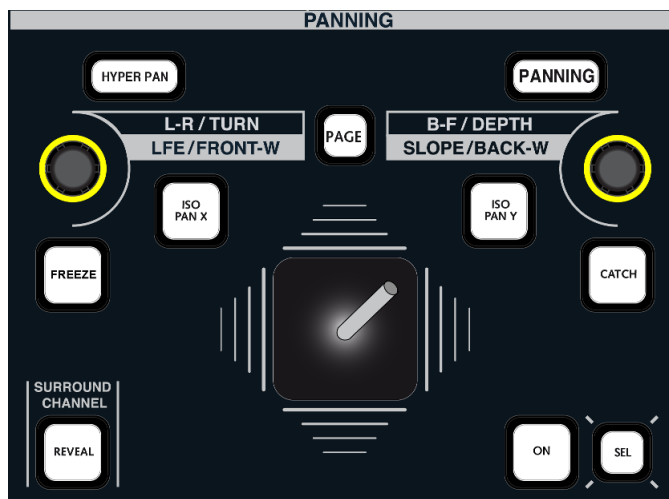 PANNING
HYPER PAN
PANNING
L-R / TURN
PAGE
B-F / DEPTH
LFE / FRONT-W
SLOPE / BACK-W
ISO
PAN X
ISO
PAN Y
FREEZE
CATCH
SURROUND
CHANNEL
REVEAL
ON
SEL